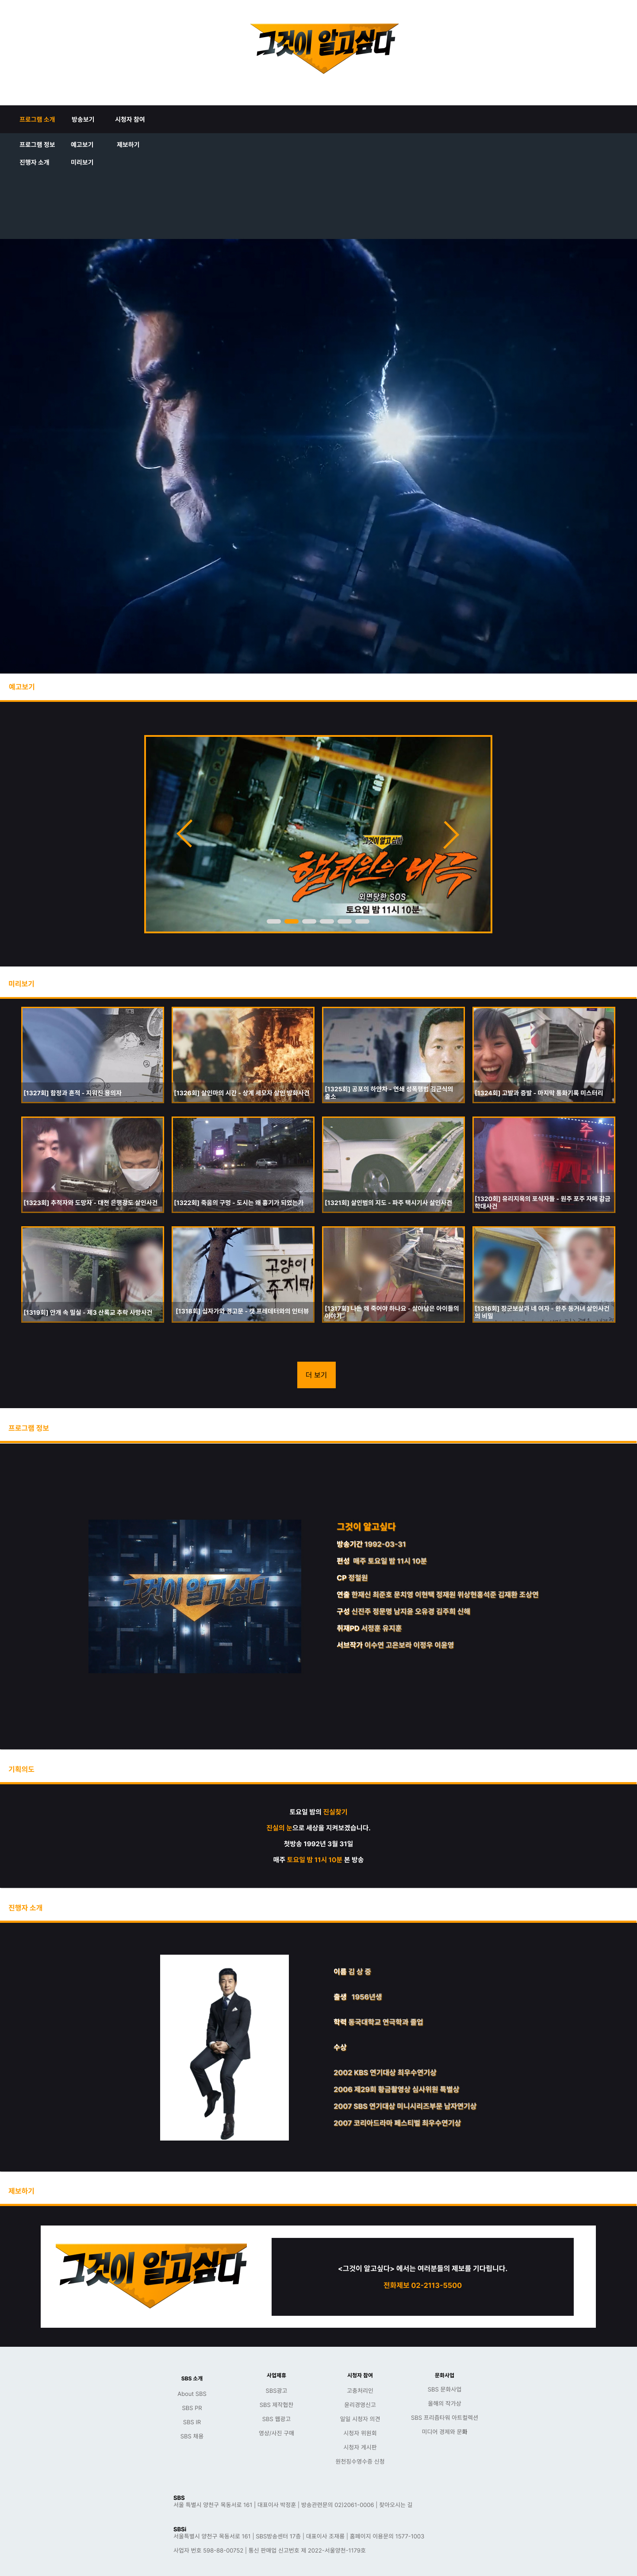 그것이 알고싶다
프로그램 소개 방송보기 시청자 참여
프로그램 정보 예고보기 제보하기
진행자 소개 미리보기
예고보기
그것이 알고싶다
핼러윈의 비극
외면당한 SOS
토요일 밤 11시 10분
미리보기
[1327회] 함정과 흔적 - 지워진 용의자
[1326회] 살인마의 시간 - 상계 세모자 살인 방화사건
[1325회] 공포의 하얀차 - 연쇄 성폭행범 김근식의
출소
[1324회] 고발과 증발 - 마지막 통화기록 미스터리
[1323회] 추적자와 도망자 - 대전 은행강도 살인사건
[1322회] 죽음의 구멍 - 도시는 왜 흉기가 되었는가
[1321회] 살인범의 지도 - 파주 택시기사 살인사건
[1320회] 유리지옥의 포식자들 - 원주 포주 자매 감금
학대사건
[1319회] 안개 속 밀실 - 제3 산록교 추락 사망사건
고양이
주지마
[1318회] 십자가와 경고문 - 캣 프레데터와의 인터뷰
[1317회] 나는 왜 죽어야 하나요 - 살아남은 아이들의
이야기
[1316회] 장군보살과 네 여자 - 완주 동거녀 살인사건
의 비밀
더 보기
프로그램 정보
그것이 알고싶다
그것이 알고싶다
방송기간 1992-03-31
편성 매주 토요일 밤 11시 10분
CP 정철원
연출 한재신 최준호 문치영 이현택 정재원 위상현홍석준 김재환 조상연
구성 신진주 정문명 남지윤 오유경 김주희 신해
취재PD 서정훈 유지훈
서브작가 이수연 고은보라 이정우 이윤영
기획의도
토요일 밤의 진실찾기
진실의 눈으로 세상을 지켜보겠습니다.
첫방송 1992년 3월 31일
매주 토요일 밤 11시 10분 본 방송
진행자 소개
이름 김 상 중
출생 1956년생
학력 동국대학교 연극학과 졸업
수상
2002 KBS 연기대상 최우수연기상
2006 제29회 황금촬영상 심사위원 특별상
2007 SBS 연기대상 미니시리즈부문 남자연기상
2007 코리아드라마 페스티벌 최우수연기상
제보하기
그것이 알고싶다
<그것이 알고싶다> 에서는 여러분들의 제보를 기다립니다.
전화제보 02-2113-5500
SBS 소개
About SBS
SBS PR
SBS IR
SBS 채용
사업제휴
SBS광고
SBS 제작협찬
SBS 웹광고
영상/사진 구매
시청자 참여
고충처리인
윤리경영신고
일일 시청자 의견
시청자 위원회
시청자 게시판
원천징수영수증 신청
문화사업
SBS 문화사업
올해의 작가상
SBS 프리즘타워 아트컬렉션
미디어 경제와 문화
SBS
서울 특별시 양천구 목동서로 161 | 대표이사 박정훈 | 방송관련문의 02)2061-0006 | 찾아오시는 길
SBSi
서울특별시 양천구 목동서로 161 | SBS방송센터 17층 | 대표이사 조재룡 | 홈페이지 이용문의 1577-1003
사업자 번호 598-88-00752 | 통신 판매업 신고번호 제 2022-서울양천-1179호